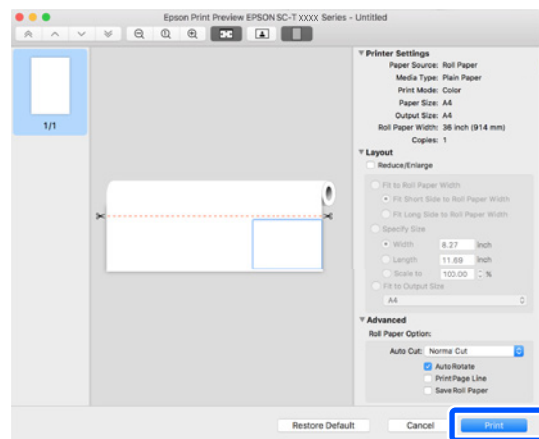 Epson Print Preview EPSON SC-T XXXX Series - Untitled
1/1
Printer Settings
Paper Source: Roll Paper
Media Type: Plain Paper
Print Mode: Color
Paper Size: A4
Output Size: A4
Roll Paper Width: 36 inch (914 mm)
Copies: 1
Layout
Reduce/Enlarge
Fit to Roll Paper Width
Fit Short Side to Roll Paper Width
Fit Long Side to Roll Paper Width
Specify Size
Width 8.27 inch
Length 11.69 inch
Scale to 100.00 %
Fit to Output Size
A4
Advanced
Roll Paper Option:
Auto Cut: Norma Cut
Auto Rotate
Print Page Line
Save Roll Paper
Restore Default Cancel Print